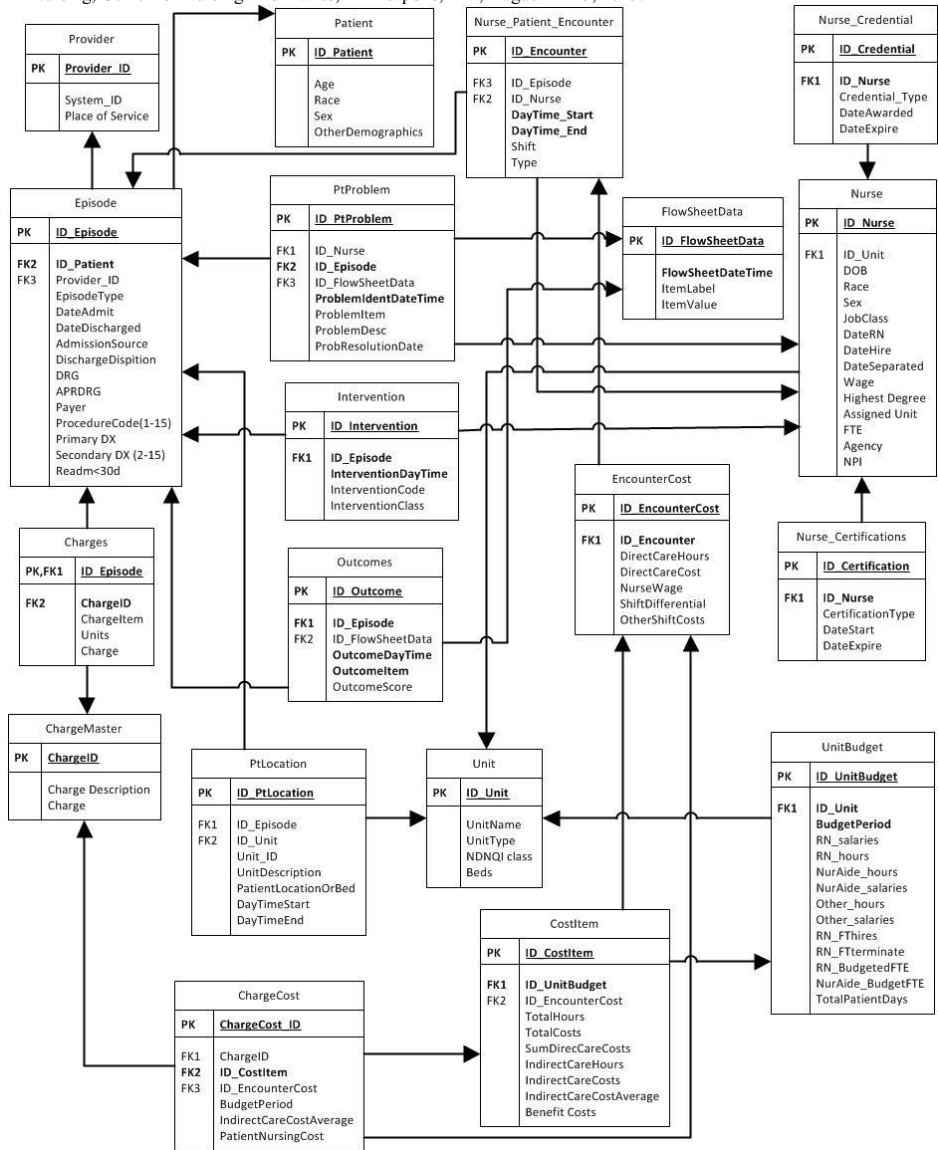 Provider
PK Provider_ID
System_ID
Place of Service
Patient
PK ID_Patient
Age
Race
Sex
OtherDemographics
Nurse_Patient_Encounter
PK ID_Encounter
FK3 ID_Episode
FK2 ID_Nurse
DayTime_Start
DayTime_End
Shift
Type
Nurse_Credential
PK ID_Credential
FK1 ID_Nurse
Credential_Type
DateAwarded
DateExpire
Episode
PK ID_Episode
FK2 ID_Patient
FK3 Provider_ID
EpisodeType
DateAdmit
DateDischarged
AdmissionSource
DischargeDispition
DRG
APRDRG
Payer
ProcedureCode(1-15)
Primary DX
Secondary DX (2-15)
Readm<30d
PtProblem
PK ID_PtProblem
FK1 ID_Nurse
FK2 ID_Episode
FK3 ID_FlowSheetData
ProblemIdentDateTime
ProblemItem
ProblemDesc
ProbResolutionDate
FlowSheetData
PK ID_FlowSheetData
FlowSheetDateTime
ItemLabel
ItemValue
Nurse
PK ID_Nurse
FK1 ID_Unit
DOB
Race
Sex
JobClass
DateRN
DateHire
DateSeparated
Wage
Highest Degree
Assigned Unit
FTE
Agency
NPI
Intervention
PK ID_Intervention
FK1 ID_Episode
InterventionDayTime
InterventionCode
InterventionClass
EncounterCost
PK ID_EncounterCost
FK1 ID_Encounter
DirectCareHours
DirectCareCost
NurseWage
ShiftDifferential
OtherShiftCosts
Nurse_Certifications
PK ID_Certification
FK1 ID_Nurse
CertificationType
DateStart
DateExpire
Charges
PK,FK1 ID_Episode
FK2 ChargeID
ChargeItem
Units
Charge
Outcomes
PK ID_Outcome
FK1 ID_Episode
FK2 ID_FlowSheetData
OutcomeDayTime
OutcomeItem
OutcomeScore
ChargeMaster
PK ChargeID
Charge Description
Charge
PtLocation
PK ID_PtLocation
FK1 ID_Episode
FK2 ID_Unit
Unit_ID
UnitDescription
PatientLocationOrBed
DayTimeStart
DayTimeEnd
Unit
PK ID_Unit
UnitName
UnitType
NDNQI class
Beds
UnitBudget
PK ID_UnitBudget
FK1 ID_Unit
BudgetPeriod
RN_salaries
RN_hours
NurAide_hours
NurAide_salaries
Other_hours
Other_salaries
RN_FThires
RN_FTterminate
RN_BudgetedFTE
NurAide_BudgetFTE
TotalPatientDays
CostItem
PK ID_CostItem
FK1 ID_UnitBudget
FK2 ID_EncounterCost
TotalHours
TotalCosts
SumDirecCareCosts
IndirectCareHours
IndirectCareCosts
IndirectCareCostAverage
Benefit Costs
ChargeCost
PK ChargeCost_ID
FK1 ChargeID
FK2 ID_CostItem
FK3 ID_EncounterCost
BudgetPeriod
IndirectCareCostAverage
PatientNursingCost